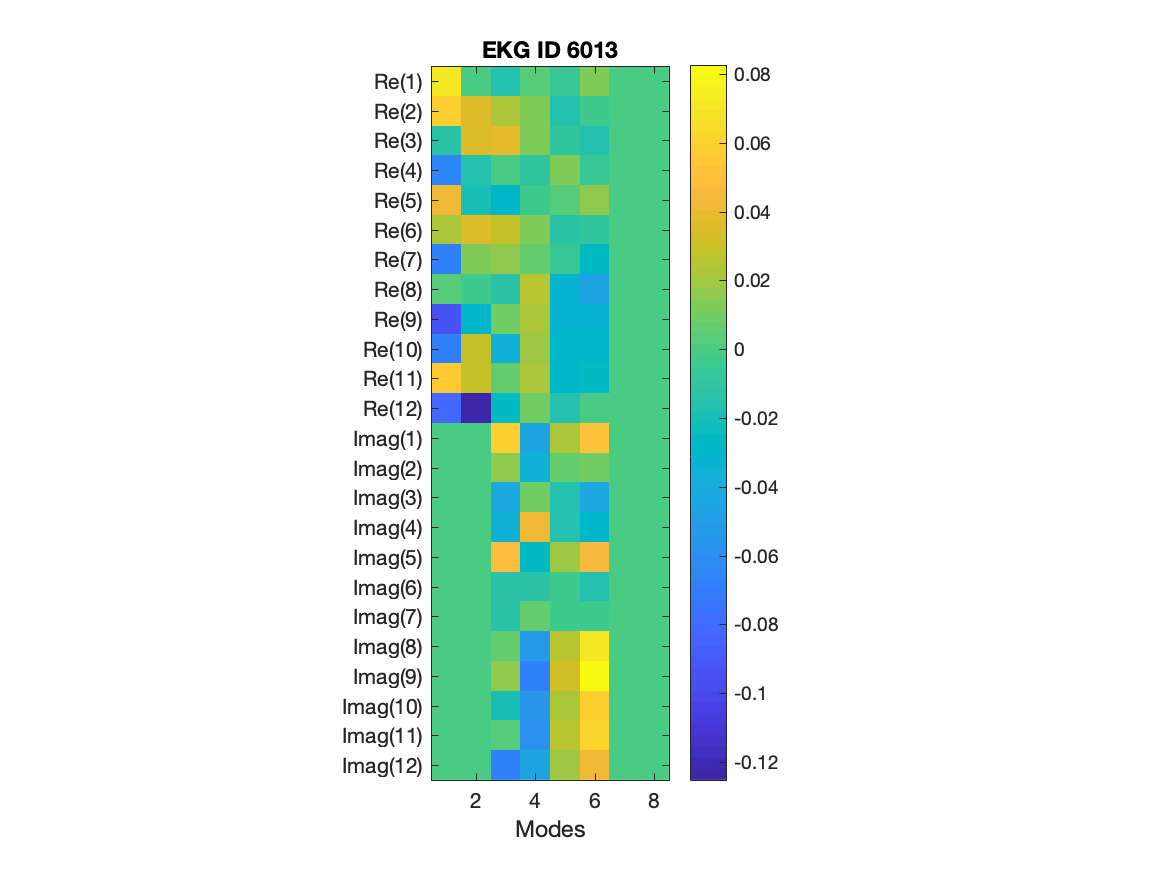 EKG ID 6013
Re(1)
Re(2)
Re(3)
Re(4)
Re(5)
Re(6)
Re(7)
Re(8)
Re(9)
Re(10)
Re(11)
Re(12)
Imag(1)
Imag(2)
Imag(3)
Imag(4)
Imag(5)
Imag(6)
Imag(7)
Imag(8)
Imag(9)
Imag(10)
Imag(11)
Imag(12)
2 4 6 8
Modes
0.08
0.06
0.04
0.02
0
-0.02
-0.04
-0.06
-0.08
-0.1
-0.12